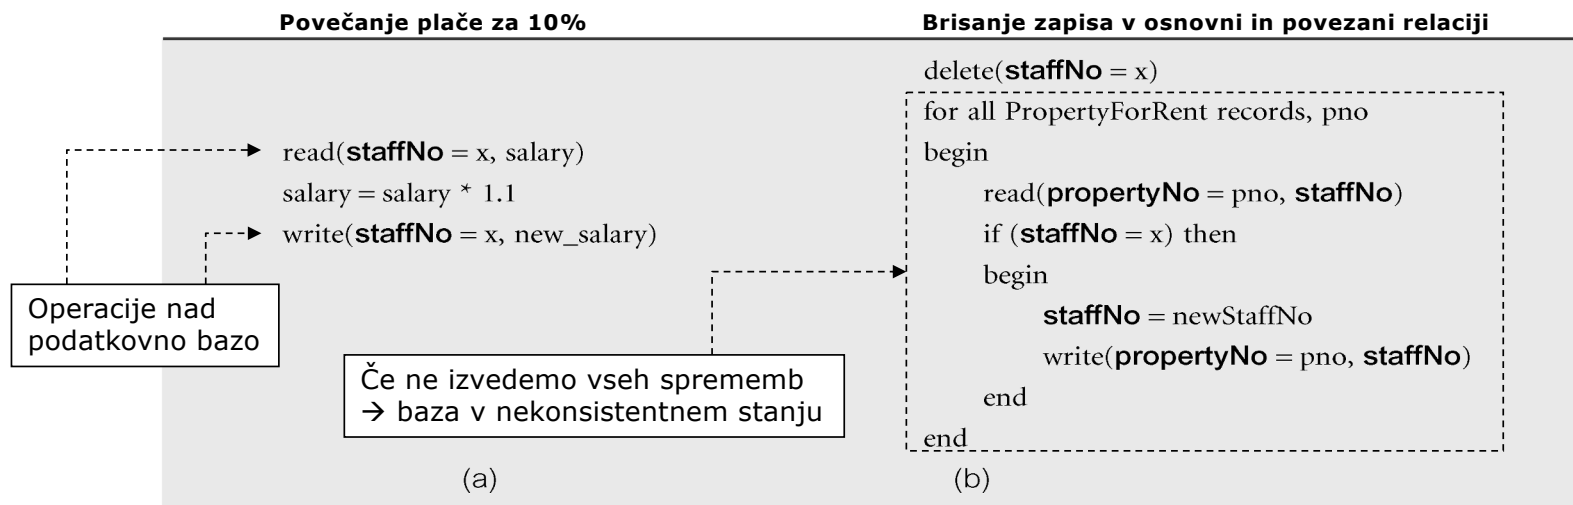 Povečanje plače za 10%
Brisanje zapisa v osnovni in povezani relaciji
read(staffNo = x, salary)
salary = salary * 1.1
write(staffNo = x, new_salary)
Operacije nad
podatkovno bazo
Če ne izvedemo vseh sprememb
→ baza v nekonsistentnem stanju
(a)
delete(staffNo = x)
for all PropertyForRent records, pno
begin
read(propertyNo = pno, staffNo)
if (staffNo = x) then
begin
staffNo = newStaffNo
write(propertyNo = pno, staffNo)
end
end
(b)